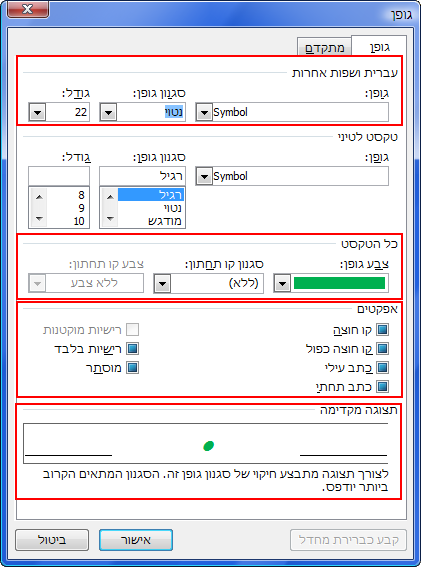 גופן
גופן מתקדם
עברית ושפות אחרות
גופן: סגנון גופן: גודל:
Symbol נטוי 22
טקסט לטיני
גופן: סגנון גופן: גודל:
Symbol רגיל
רגיל 8
נטוי 9
מודגש 10
כל הטקסט
צבע גופן: סגנון קו תחתון: צבע קו תחתון:
(ללא) ללא צבע
אפקטים
קו חוצה רישיות מוקטנות
קו חוצה כפול רישיות בלבד
כתב עילי מוסתר
כתב תחתי
תצוגה מקדימה
לצורך תצוגה מתבצע חיקוי של סגנון גופן זה. הסגנון המתאים הקרוב
ביותר יודפס.
קבע כברירת מחדל אישור ביטול